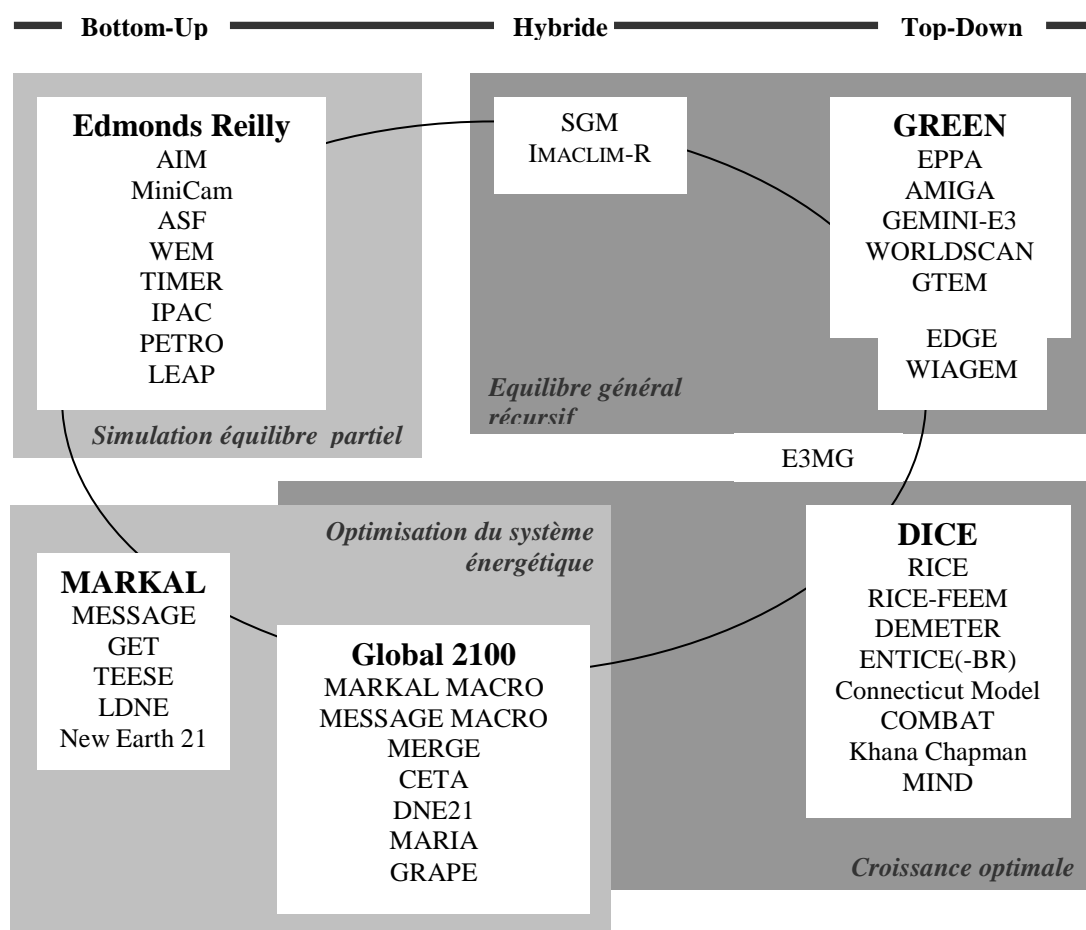 Bottom-Up
Hybride
Top-Down
Edmonds Reilly
AIM
MiniCam
ASF
WEM
TIMER
IPAC
PETRO
LEAP
Simulation équilibre partiel
SGM
IMACLIM-R
GREEN
EPPA
AMIGA
GEMINI-E3
WORLDSCAN
GTEM
EDGE
WIAGEM
Equilibre général
récursif
E3MG
Optimisation du système
énergétique
MARKAL
MESSAGE
GET
TEESE
LDNE
New Earth 21
Global 2100
MARKAL MACRO
MESSAGE MACRO
MERGE
CETA
DNE21
MARIA
GRAPE
DICE
RICE
RICE-FEEM
DEMETER
ENTICE(-BR)
Connecticut Model
COMBAT
Khana Chapman
MIND
Croissance optimale